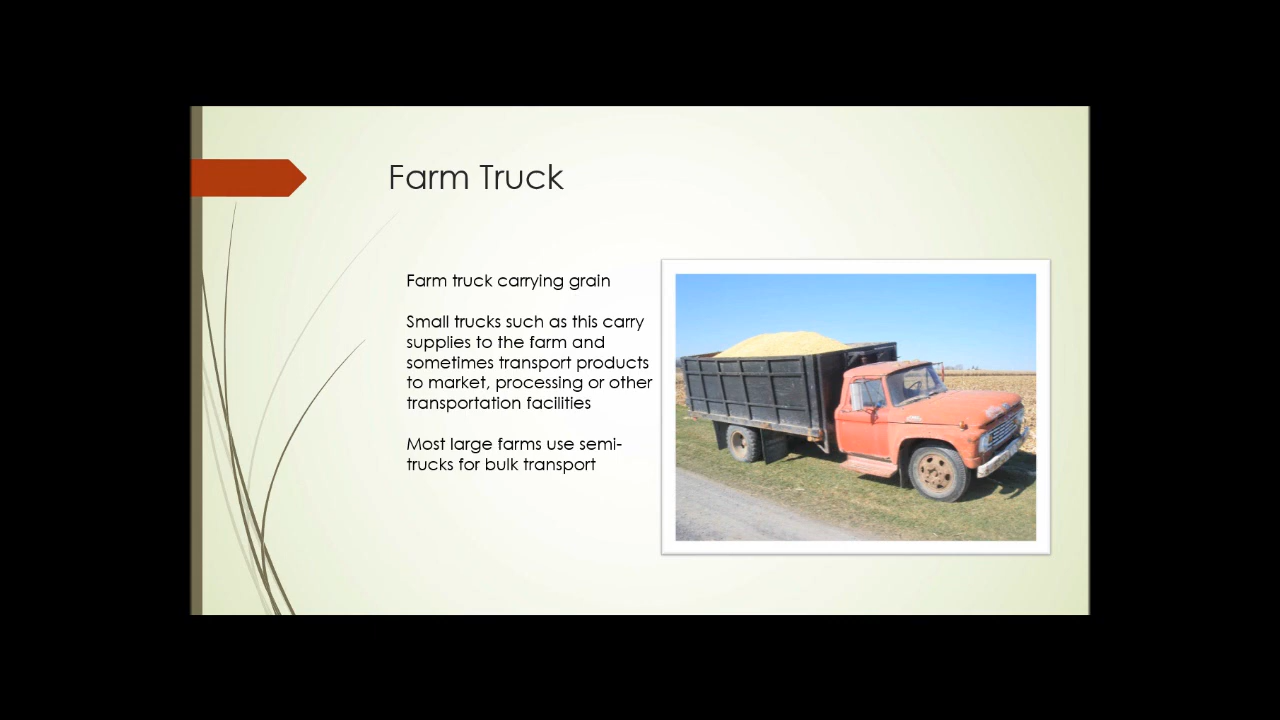 Farm Truck
Farm truck carrying grain
Small trucks such as this carry
supplies to the farm and
sometimes transport products
to market, processing or other
transportation facilities
Most large farms use semi-
trucks for bulk transport